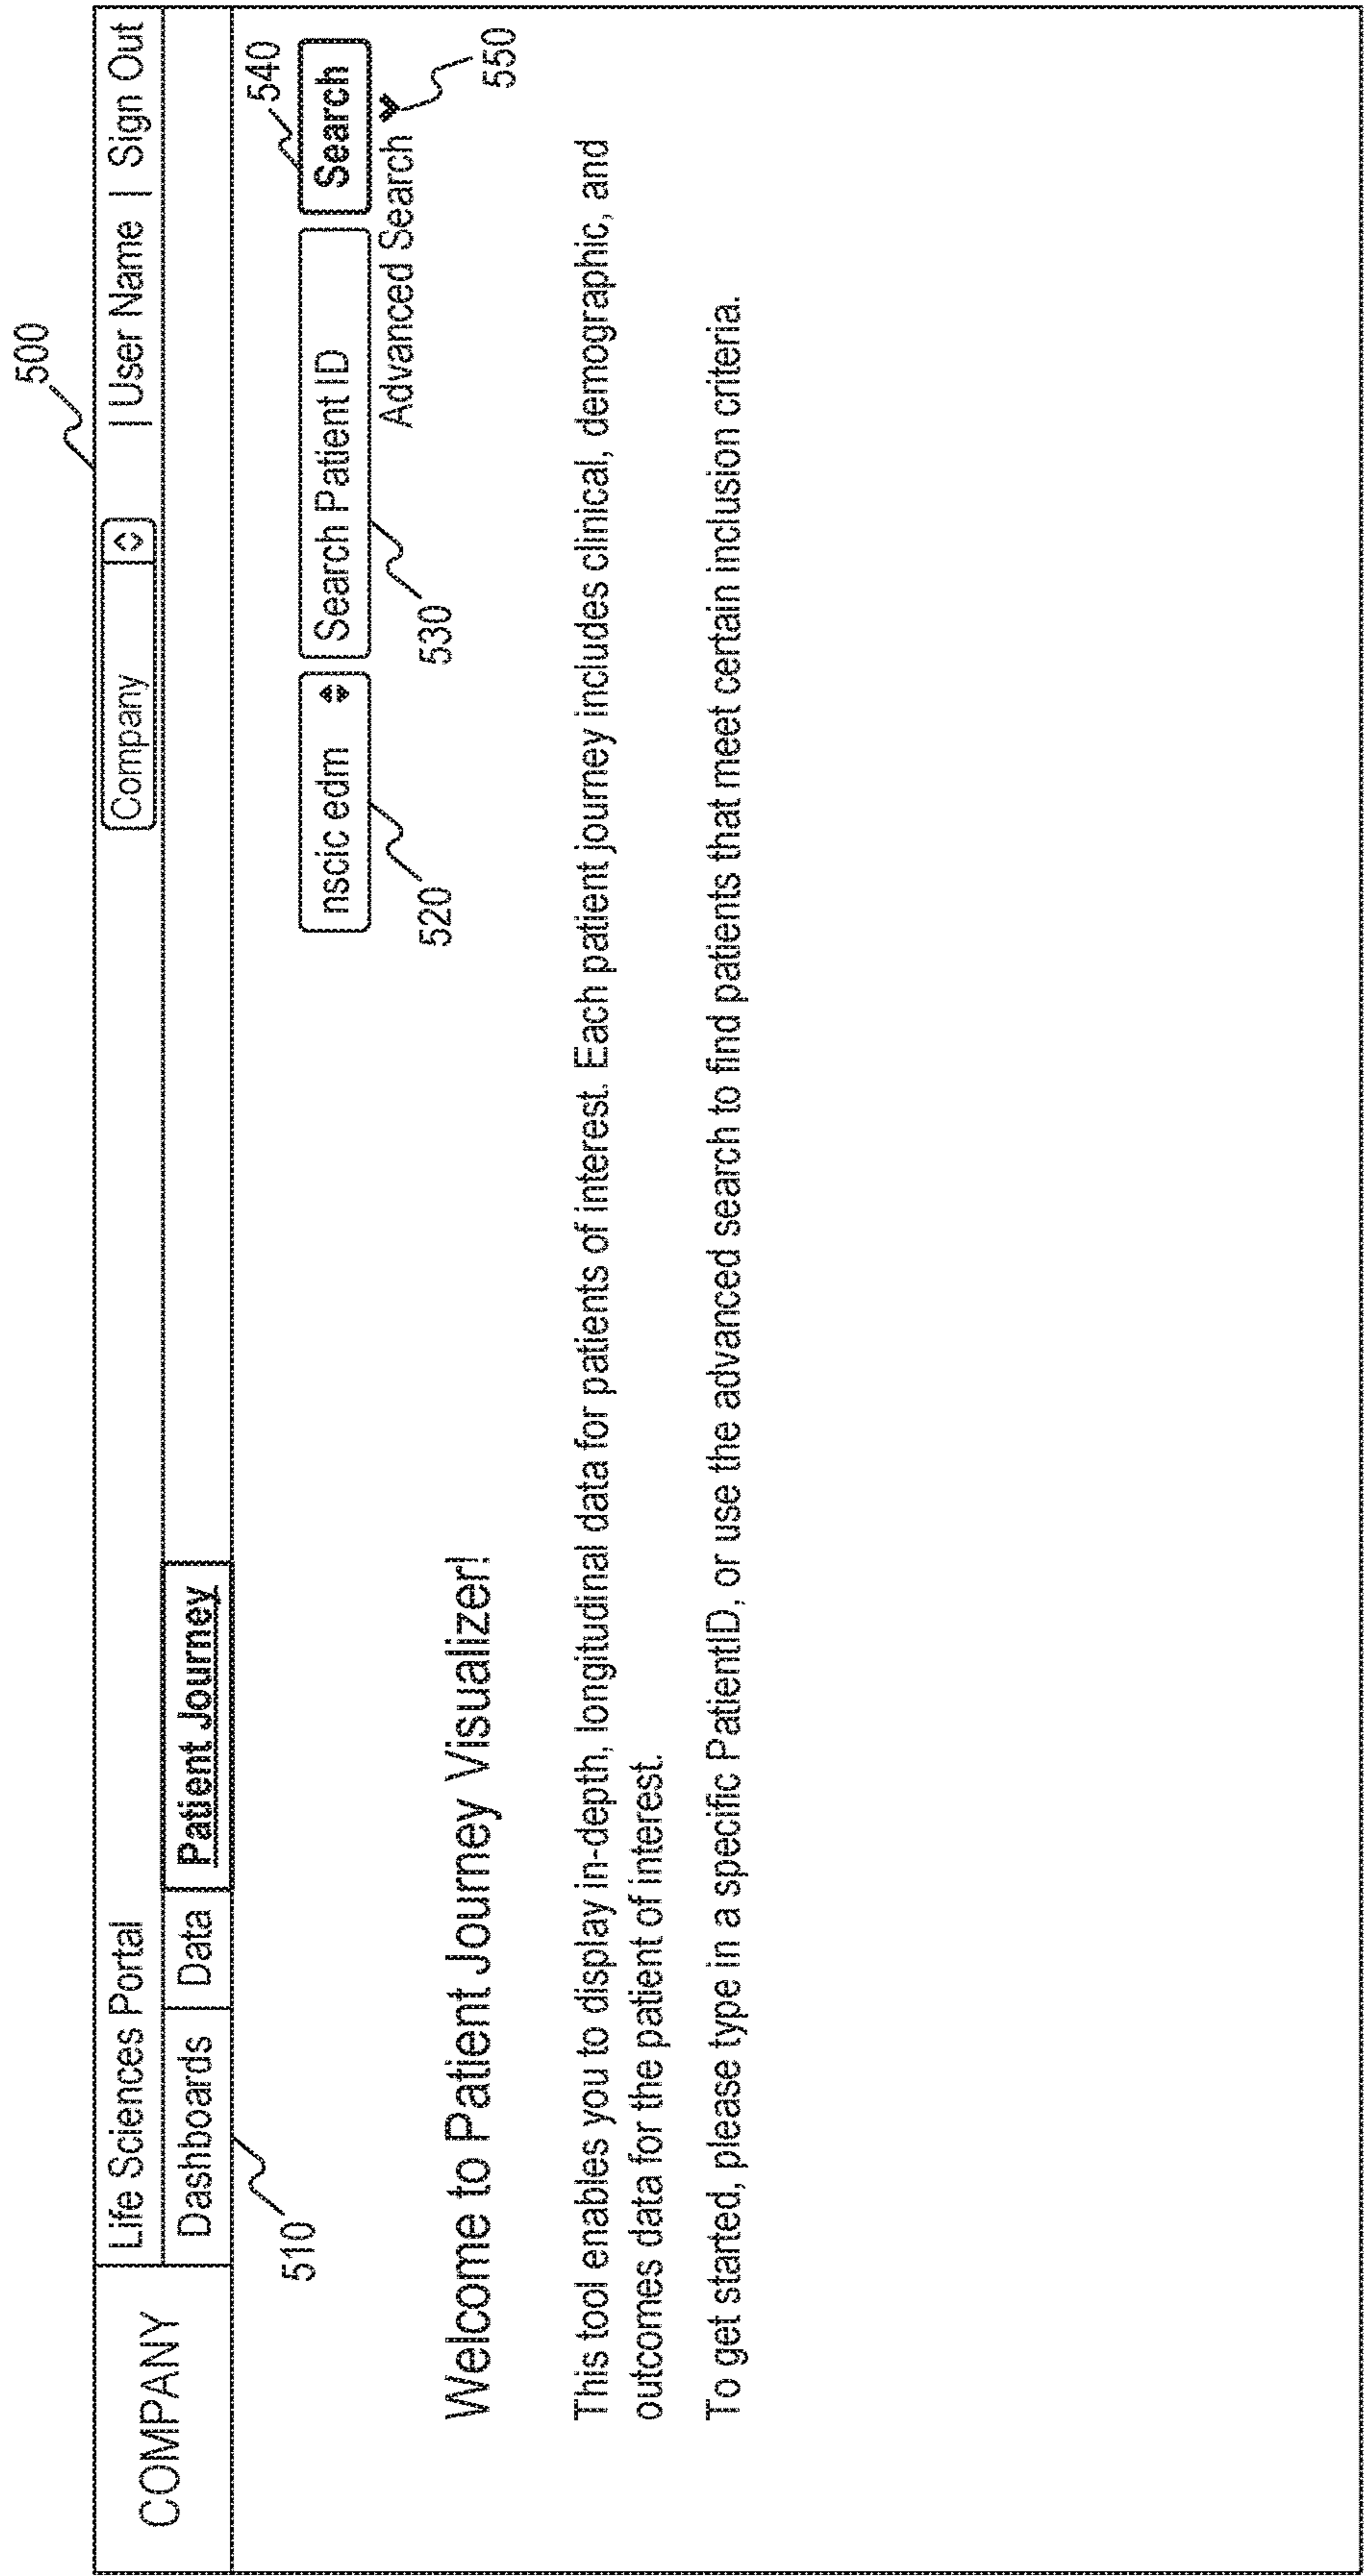 500
COMPANY
Life Sciences Portal
Company
| User Name | Sign Out
Dashboards
Data
Patient Journey
510
540
nscic edm
Search Patient ID
Search
Advanced Search
520
530
550
Welcome to Patient Journey Visualizer!
This tool enables you to display in-depth, longitudinal data for patients of interest. Each patient journey includes clinical, demographic, and
outcomes data for the patient of interest.
To get started, please type in a specific PatientID, or use the advanced search to find patients that meet certain inclusion criteria.